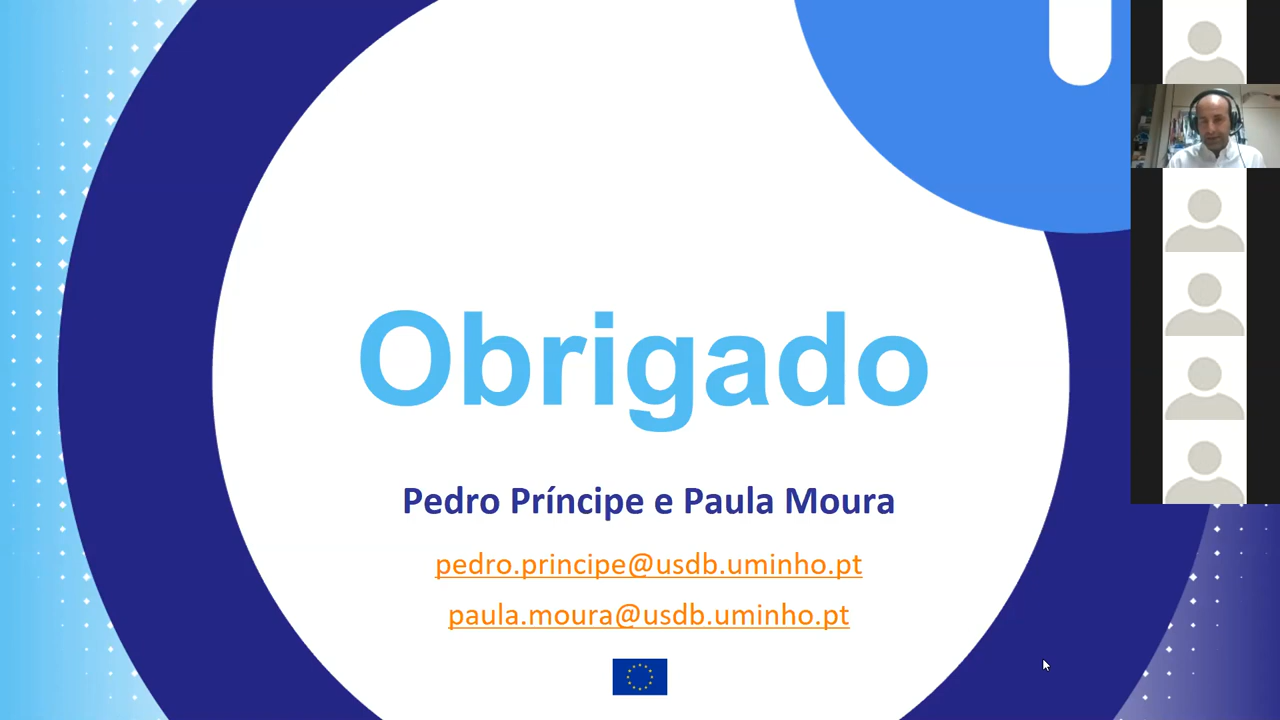 Obrigado
Pedro Príncipe e Paula Moura
pedro.principe@usdb.uminho.pt
paula.moura@usdb.uminho.pt